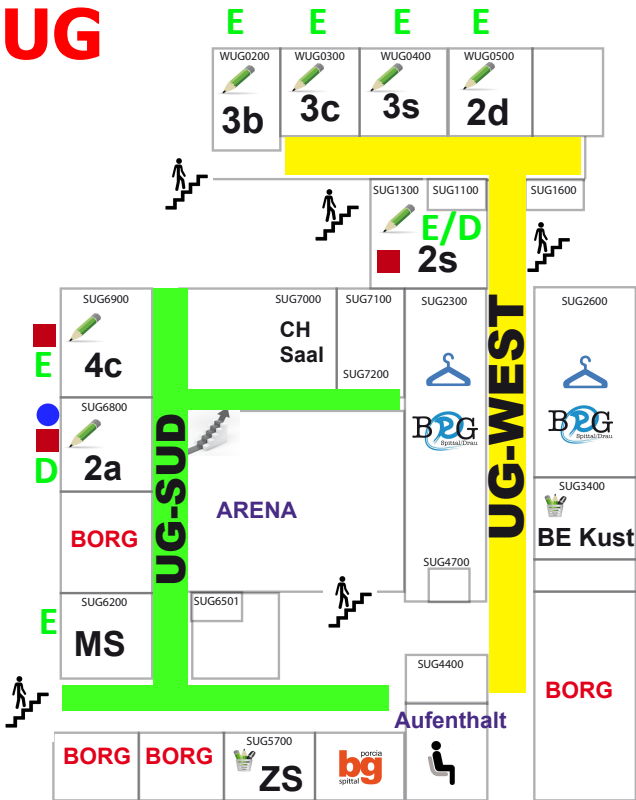 UG
E E E E
WUG0200 WUG0300 WUG0400 WUG0500
3b 3c 3s 2d
SUG1300 SUG1100 SUG1600
E/D
2s
SUG6900 SUG7000 SUG7100 SUG2300 SUG2600
CH
Saal
E 4c
SUG7200
SUG6800
D 2a
BRG BRG
Spittal/Drau Spittal/Drau
UG-SUD
UG-WEST
SUG3400
BE Kust
ARENA
BORG
SUG4700
SUG6200 SUG6501
E MS
SUG4400
BORG
Aufenthalt
BORG BORG
SUG5700
ZS
porcia
bg
spittal